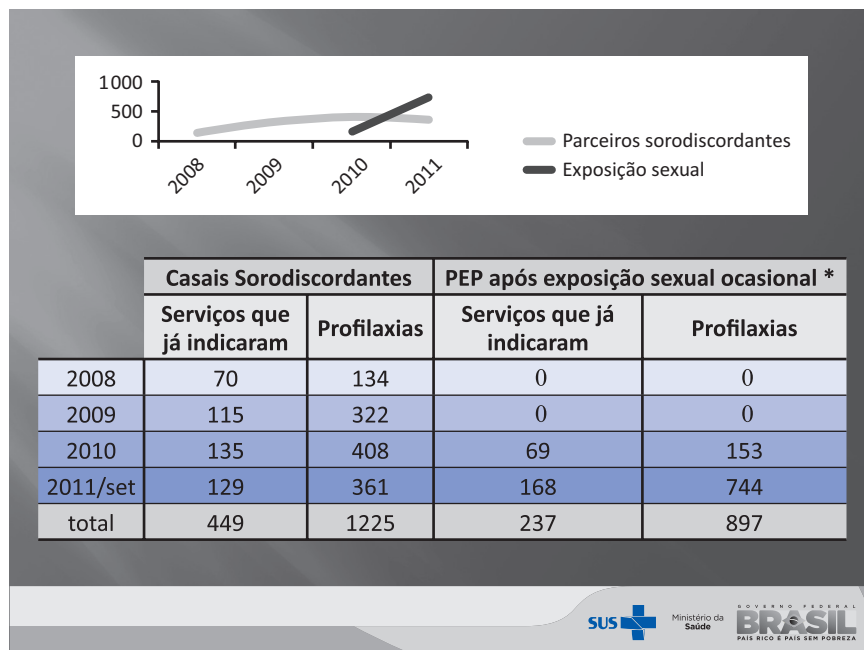 1000
500
0
2008
2009
2010
2011
Parceiros sorodiscordantes
Exposição sexual
Casais Sorodiscordantes PEP após exposição sexual ocasional *
Serviços que já indicaram Profilaxias Serviços que já indicaram Profilaxias
2008 70 134 0 0
2009 115 322 0 0
2010 135 408 69 153
2011/set 129 361 168 744
total 449 1225 237 897
SUS
Ministério da
Saúde
GOVERNO FEDERAL
BRASIL
PAÍS RICO É PAÍS SEM POBREZA